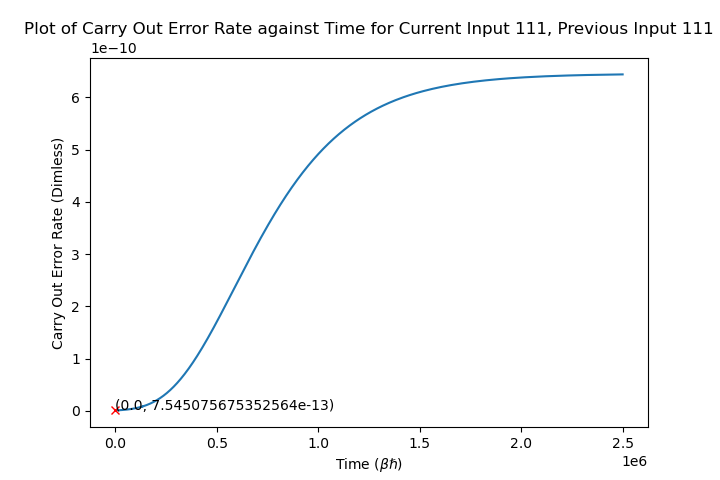 Plot of Carry Out Error Rate against Time for Current Input 111, Previous Input 111
1e−10
6
5
4
3
2
1
0
Carry Out Error Rate (Dimless)
(0.0, 7.545075675352564e-13)
0.0 0.5 1.0 1.5 2.0 2.5
1e6
Time (βℏ)